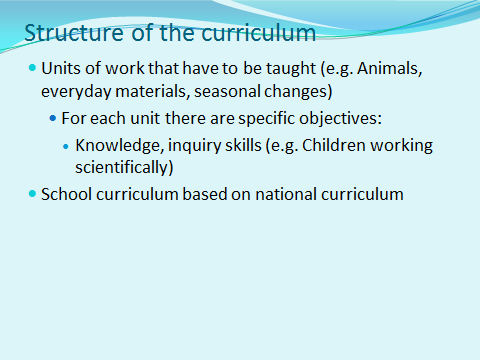 Structure of the curriculum
• Units of work that have to be taught (e.g. Animals,
everyday materials, seasonal changes)
• For each unit there are specific objectives:
• Knowledge, inquiry skills (e.g. Children working
scientifically)
• School curriculum based on national curriculum